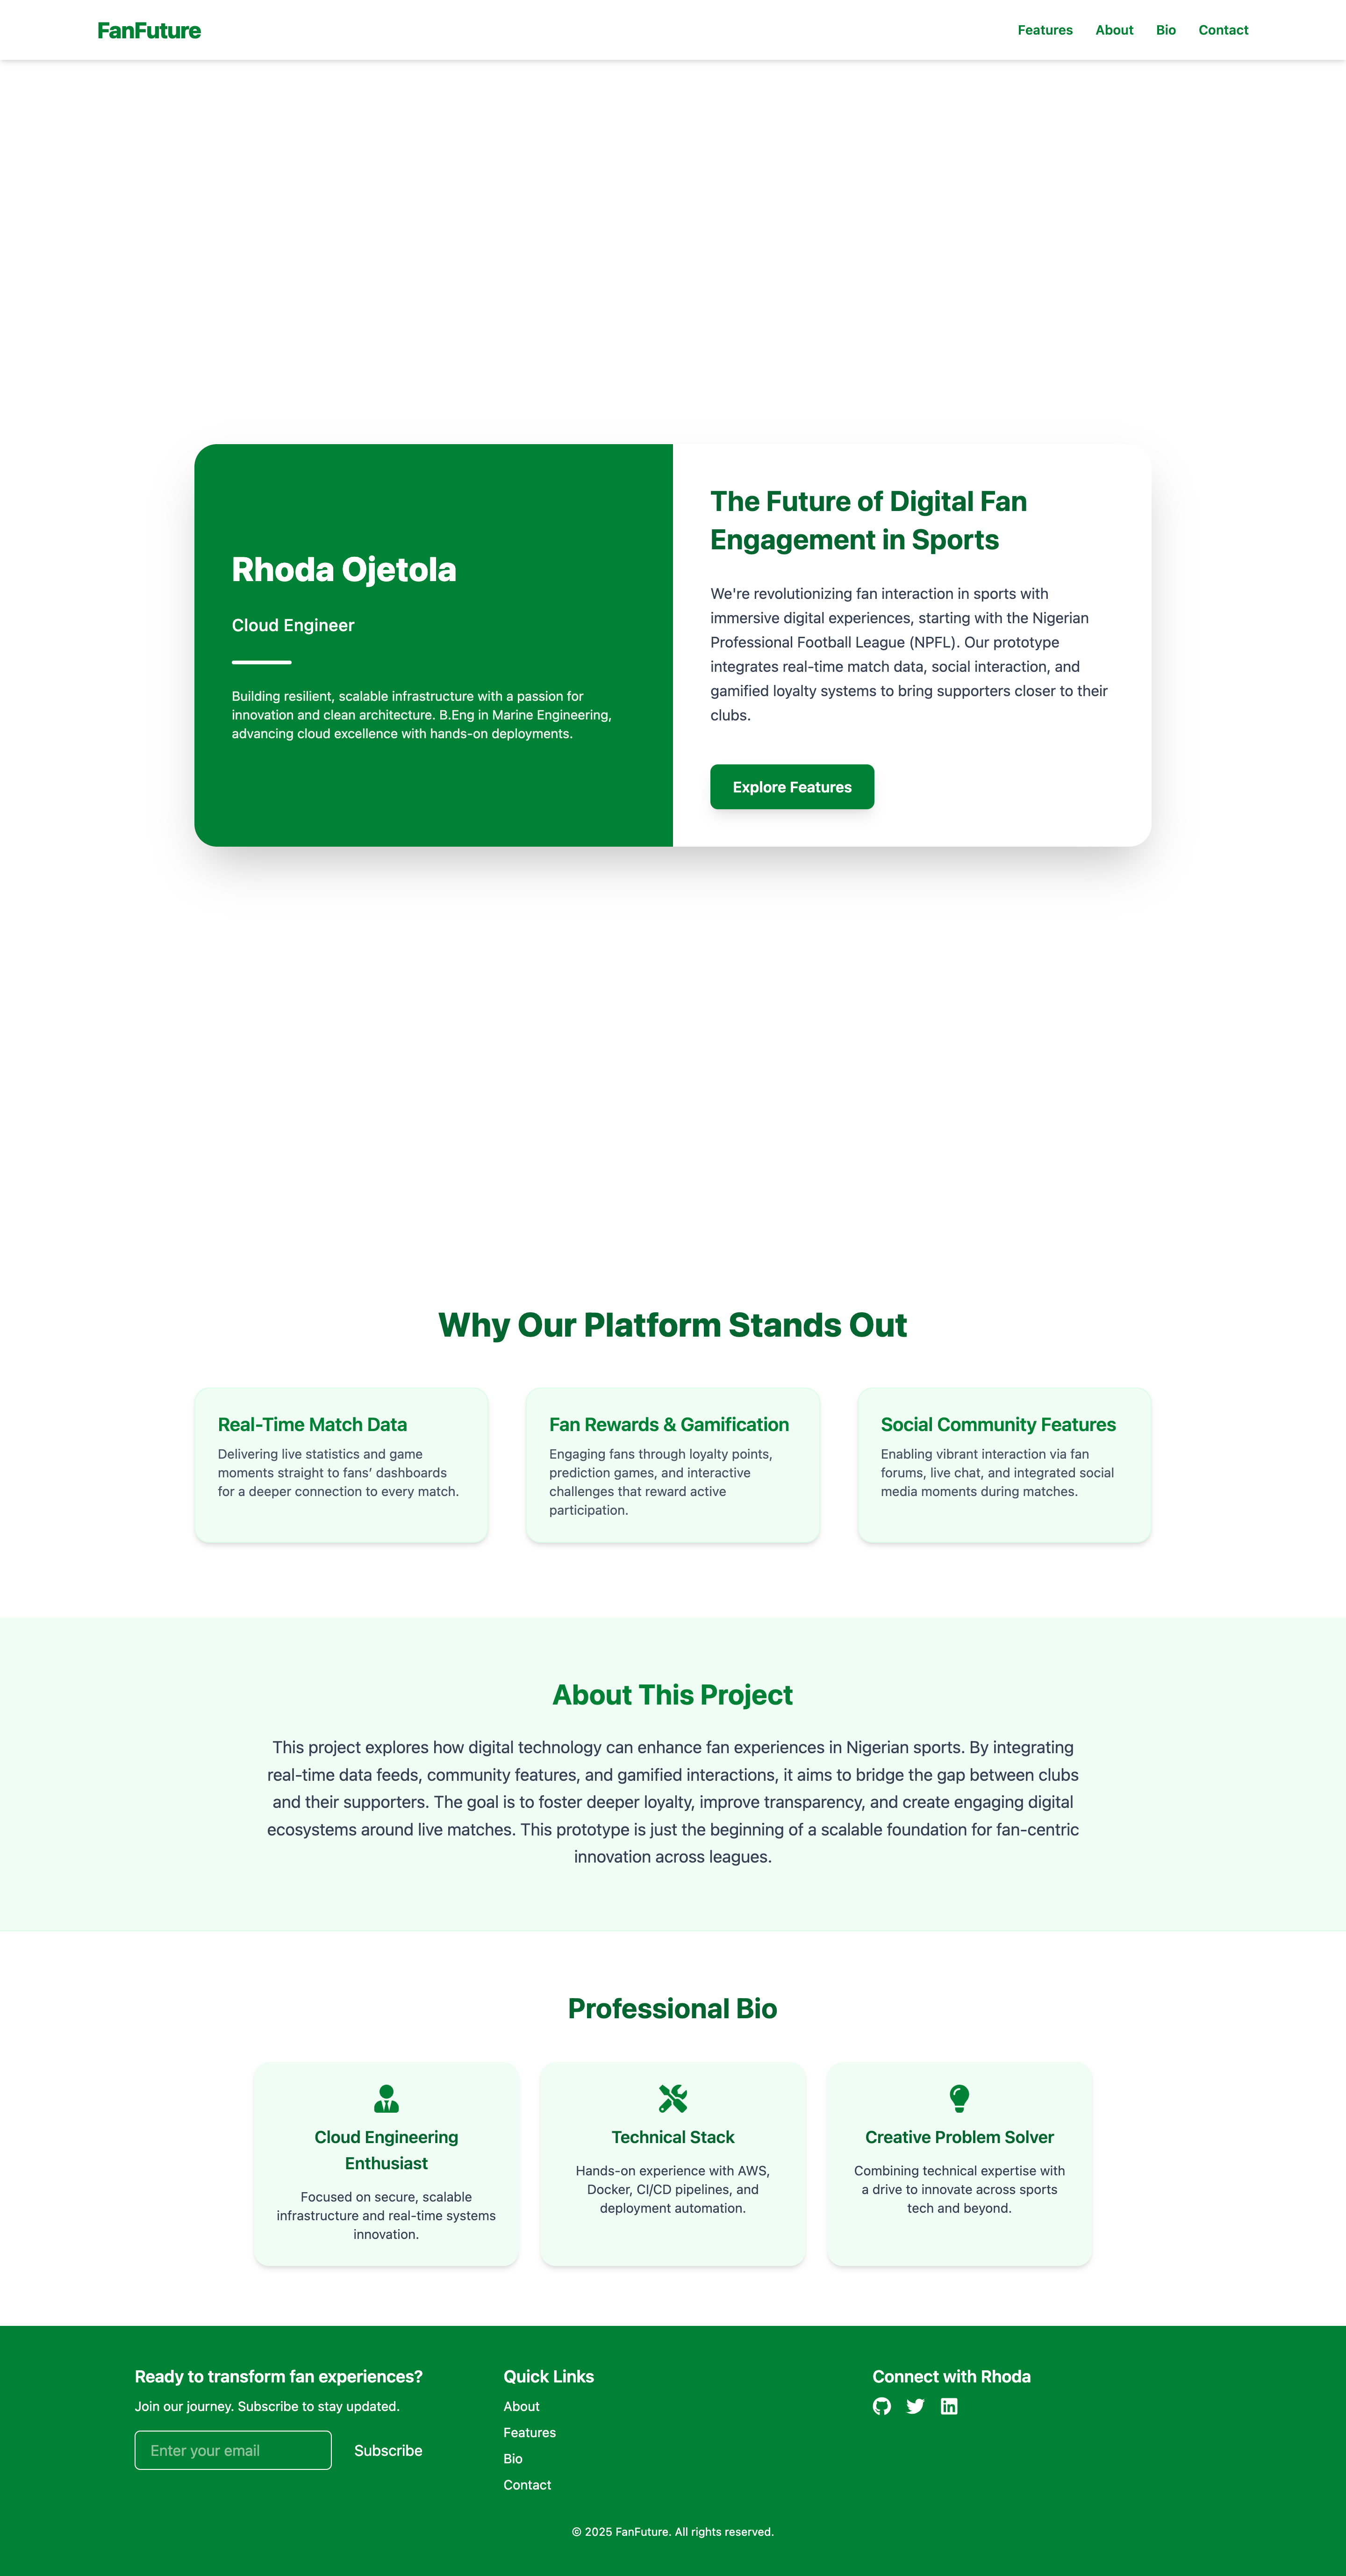 FanFuture
Features
About
Bio
Contact
Rhoda Ojetola
Cloud Engineer
Building resilient, scalable infrastructure with a passion for
innovation and clean architecture. B.Eng in Marine Engineering,
advancing cloud excellence with hands-on deployments.
The Future of Digital Fan
Engagement in Sports
We're revolutionizing fan interaction in sports with
immersive digital experiences, starting with the Nigerian
Professional Football League (NPFL). Our prototype
integrates real-time match data, social interaction, and
gamified loyalty systems to bring supporters closer to their
clubs.
Explore Features
Why Our Platform Stands Out
Real-Time Match Data
Delivering live statistics and game
moments straight to fans’ dashboards
for a deeper connection to every match.
Fan Rewards & Gamification
Engaging fans through loyalty points,
prediction games, and interactive
challenges that reward active
participation.
Social Community Features
Enabling vibrant interaction via fan
forums, live chat, and integrated social
media moments during matches.
About This Project
This project explores how digital technology can enhance fan experiences in Nigerian sports. By integrating
real-time data feeds, community features, and gamified interactions, it aims to bridge the gap between clubs
and their supporters. The goal is to foster deeper loyalty, improve transparency, and create engaging digital
ecosystems around live matches. This prototype is just the beginning of a scalable foundation for fan-centric
innovation across leagues.
Professional Bio
Cloud Engineering
Enthusiast
Focused on secure, scalable
infrastructure and real-time systems
innovation.
Technical Stack
Hands-on experience with AWS,
Docker, CI/CD pipelines, and
deployment automation.
Creative Problem Solver
Combining technical expertise with
a drive to innovate across sports
tech and beyond.
Ready to transform fan experiences?
Join our journey. Subscribe to stay updated.
Enter your email
Subscribe
Quick Links
About
Features
Bio
Contact
Connect with Rhoda
© 2025 FanFuture. All rights reserved.